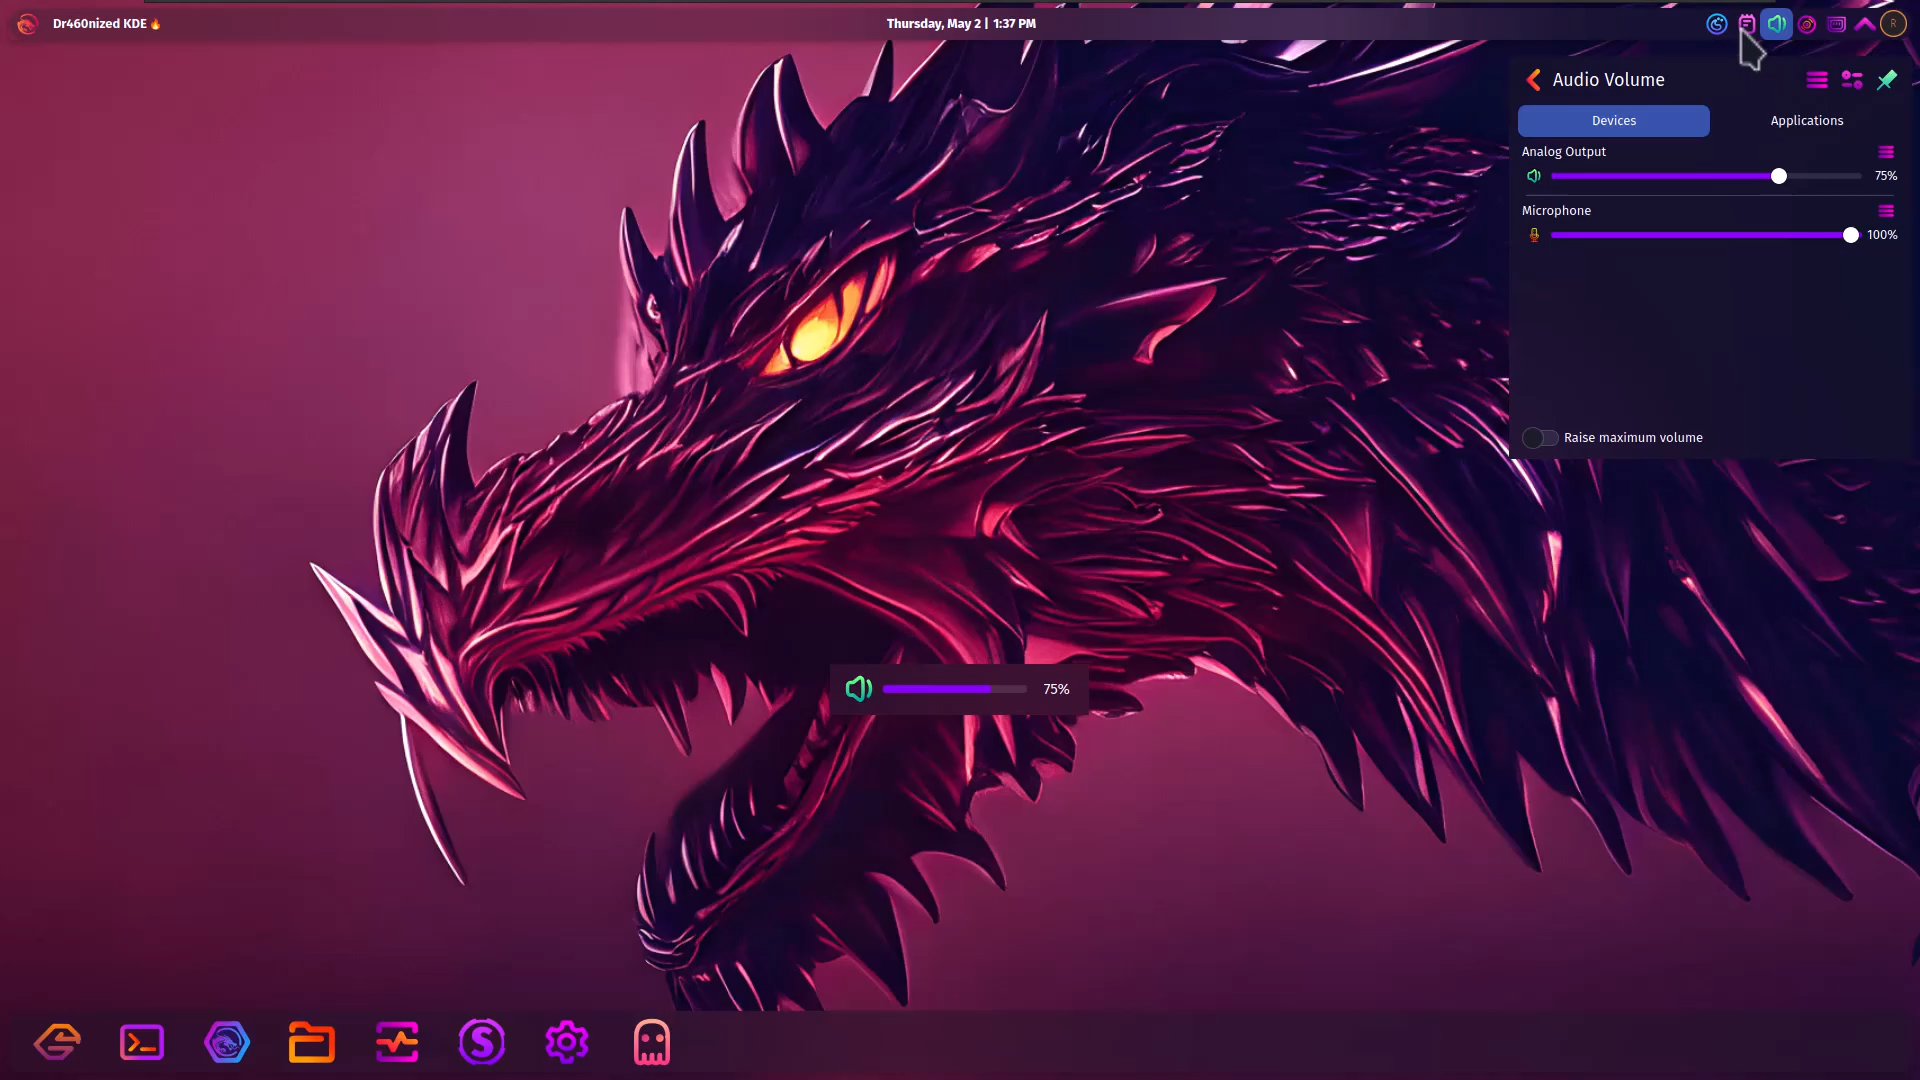 Dr460nized KDE🔥
Thursday, May 2 | 1:37 PM
R
Audio Volume
Devices
Applications
Analog Output
75%
Microphone
100%
Raise maximum volume
75%